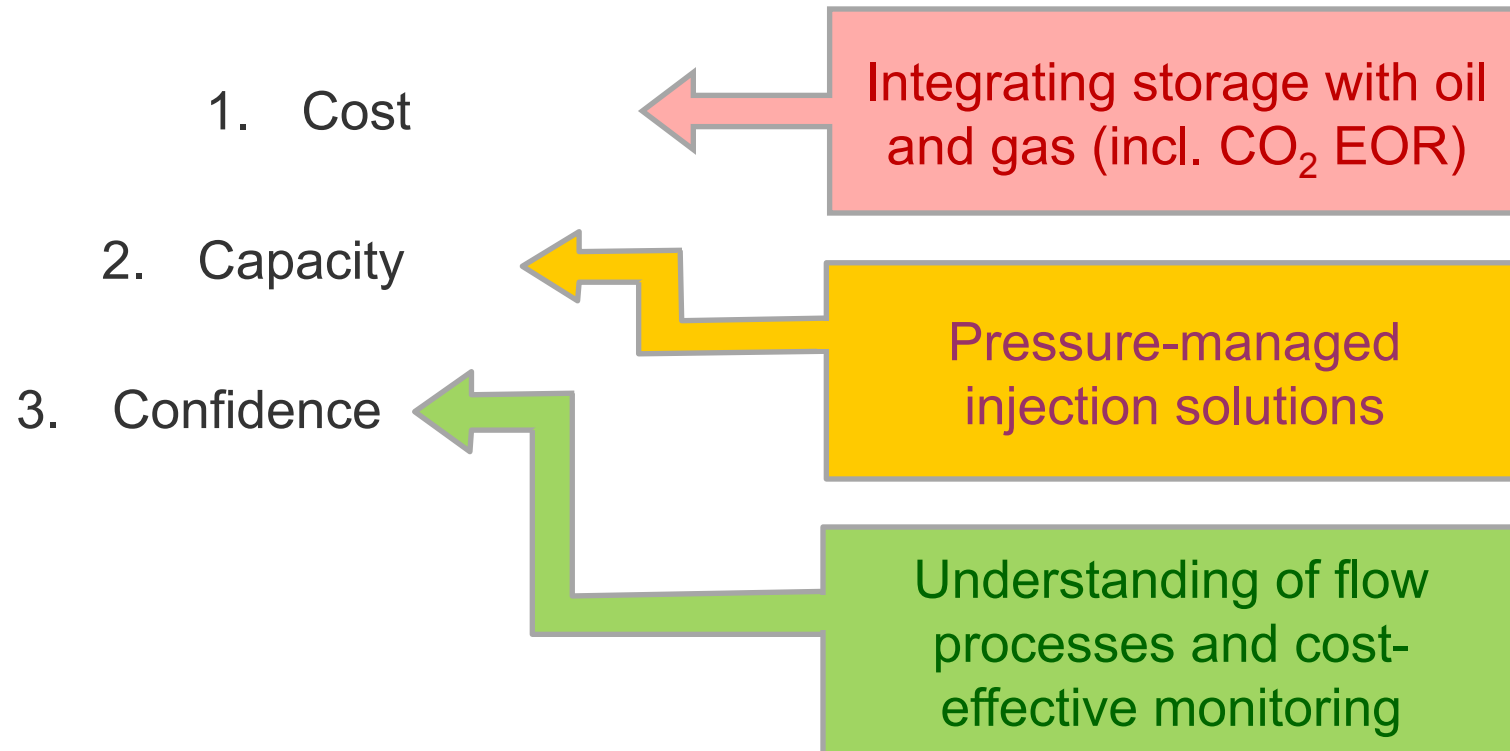 1. Cost
Integrating storage with oil
and gas (incl. CO₂ EOR)
2. Capacity
Pressure-managed
injection solutions
3. Confidence
Understanding of flow
processes and cost-
effective monitoring